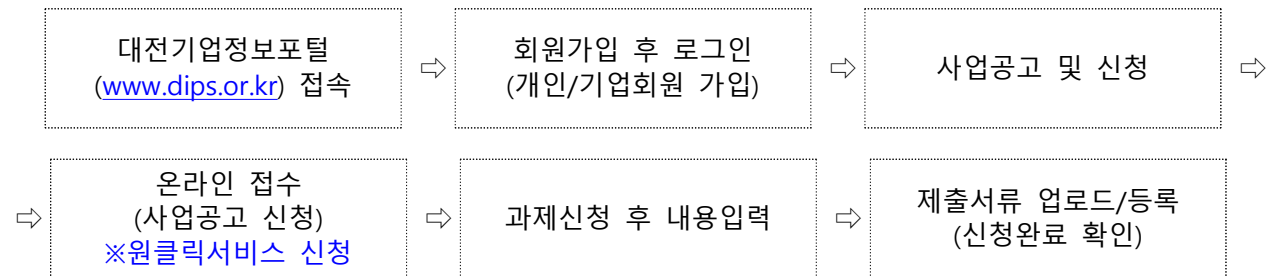 대전기업정보포털
(www.dips.or.kr) 접속
⇨
회원가입 후 로그인
(개인/기업회원 가입)
⇨
사업공고 및 신청
⇨
⇨
온라인 접수
(사업공고 신청)
※원클릭서비스 신청
⇨
과제신청 후 내용입력
⇨
제출서류 업로드/등록
(신청완료 확인)